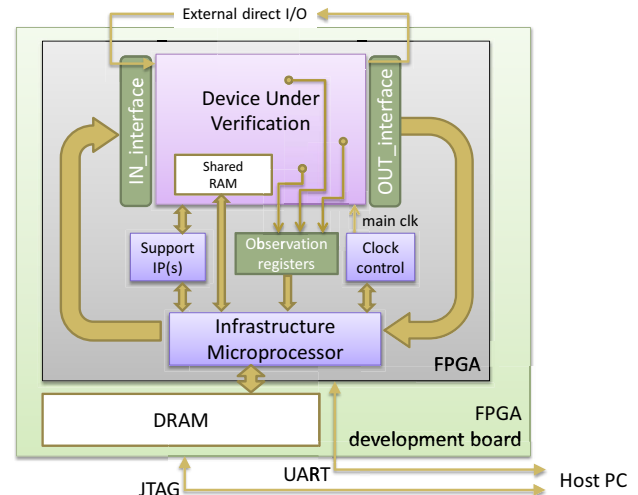 External direct I/O
IN_interface
Device Under
Verification
OUT_interface
Shared
RAM
main clk
Support
IP(s)
Observation
registers
Clock
control
Infrastructure
Microprocessor
FPGA
DRAM
FPGA
development board
UART
Host PC
JTAG